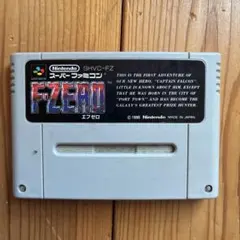 Nintendo SHVC-FZ
スーパーファミコン
F-ZERO
エフゼロ
THIS IS THE FIRST ADVENTURE OF
OUR NEW HERO, "CAPTAIN FALCON"
LITTLE IS KNOWN ABOUT HIM EXCEPT
THAT HE WAS BORN IN THE CITY OF
"PORT TOWN" AND HAS BECOME THE
GALAXY'S GREATEST PRIZE HUNTER.
©1990 Nintendo MADE IN JAPAN